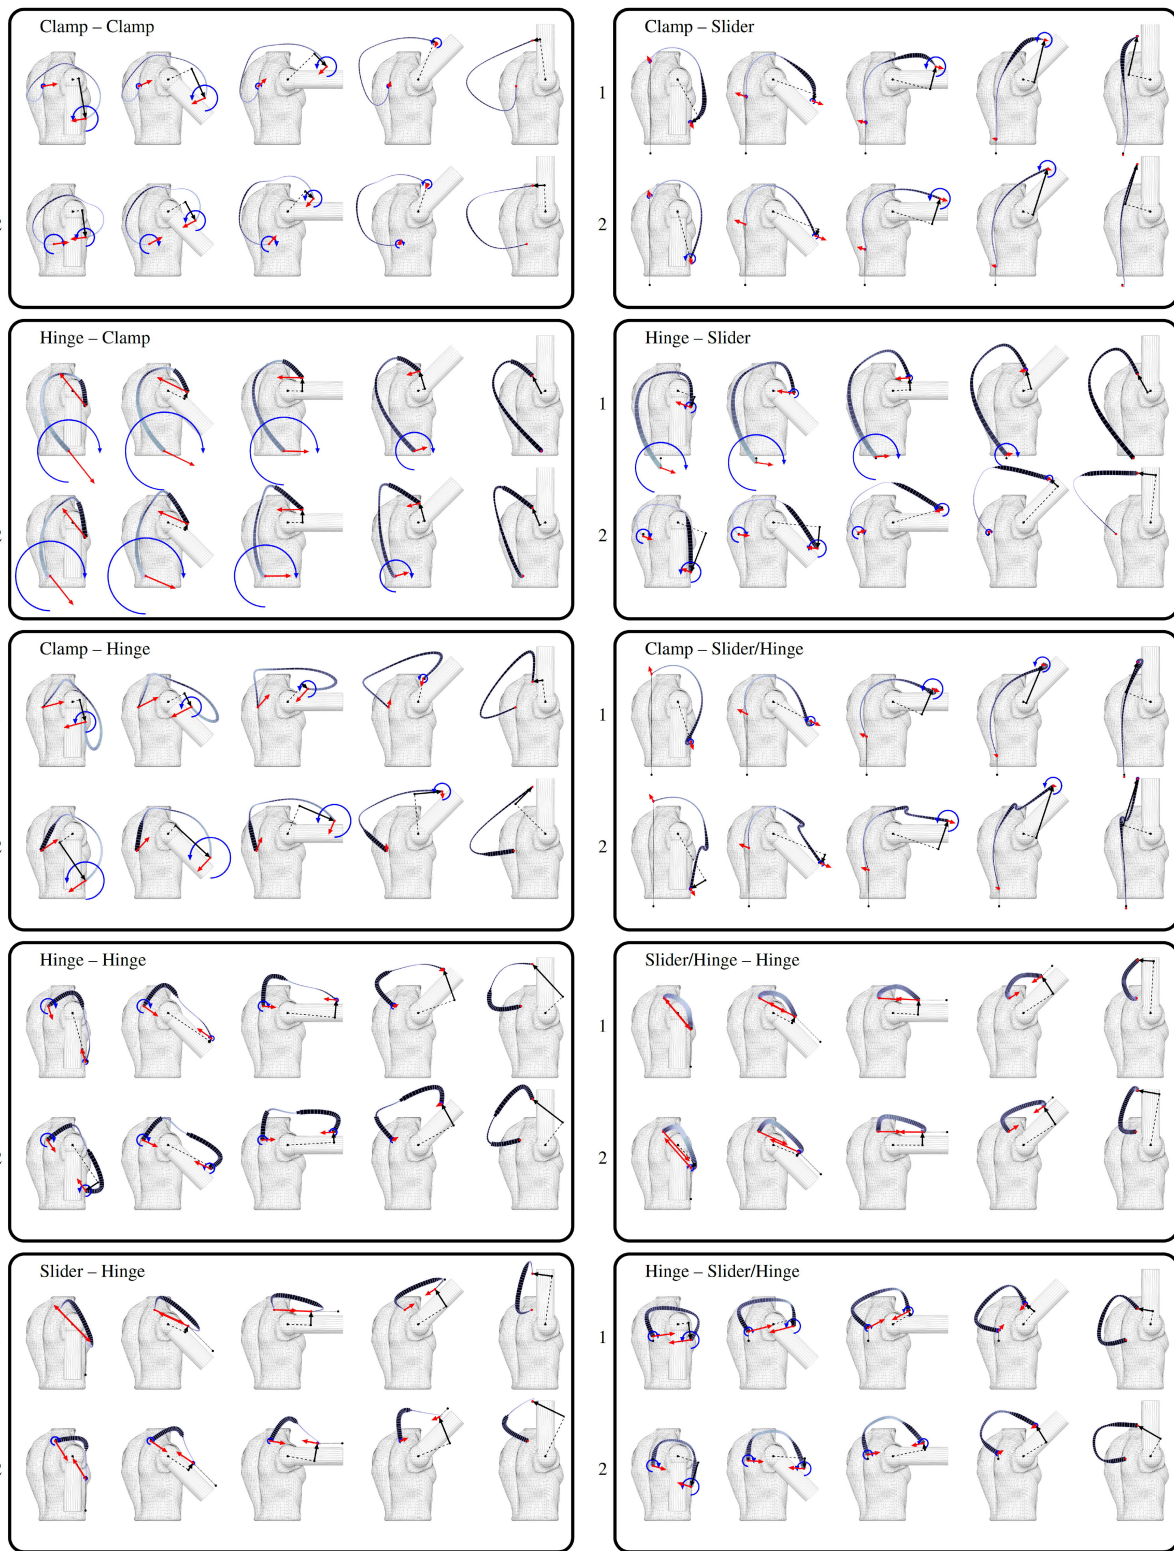 Clamp – Clamp
Clamp – Slider
1
2
Hinge – Clamp
Hinge – Slider
1
2
Clamp – Hinge
Clamp – Slider/Hinge
1
2
Hinge – Hinge
Slider/Hinge – Hinge
1
2
Slider – Hinge
Hinge – Slider/Hinge
1
2